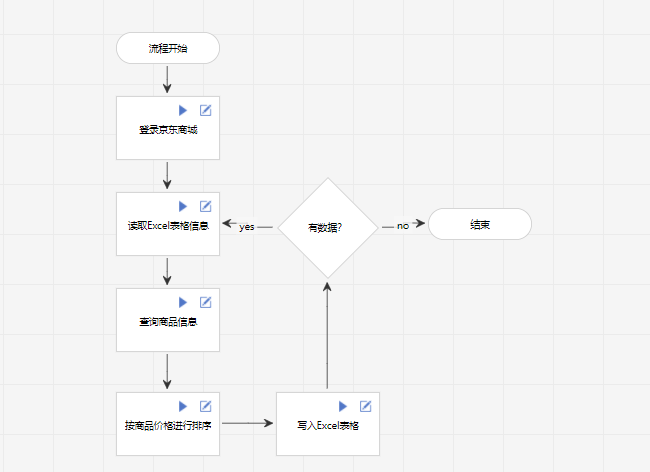 流程开始
登录京东商城
读取Excel表格信息
yes
有数据?
no
结束
查询商品信息
按商品价格进行排序
写入Excel表格